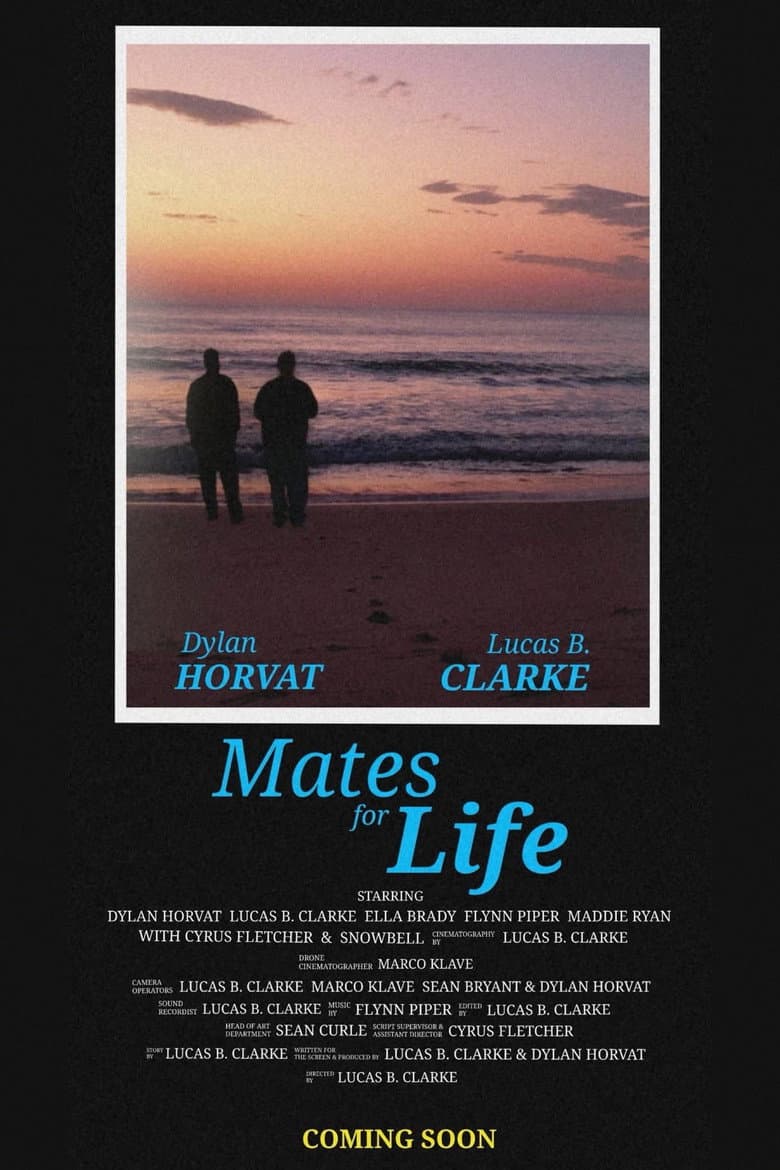 Dylan HORVAT
Lucas B. CLARKE
Mates
for Life
STARRING
DYLAN HORVAT LUCAS B. CLARKE ELLA BRADY FLYNN PIPER MADDIE RYAN
WITH CYRUS FLETCHER & SNOWBELL CINEMATOGRAPHY BY LUCAS B. CLARKE
DRONE CINEMATOGRAPHER MARCO KLAVE
CAMERA OPERATORS LUCAS B. CLARKE MARCO KLAVE SEAN BRYANT & DYLAN HORVAT
SOUND RECORDIST LUCAS B. CLARKE MUSIC BY FLYNN PIPER EDITED BY LUCAS B. CLARKE
HEAD OF ART DEPARTMENT SEAN CURLE SCRIPT SUPERVISOR & ASSISTANT DIRECTOR CYRUS FLETCHER
STORY BY LUCAS B. CLARKE WRITTEN FOR THE SCREEN & PRODUCED BY LUCAS B. CLARKE & DYLAN HORVAT
DIRECTED BY LUCAS B. CLARKE
COMING SOON